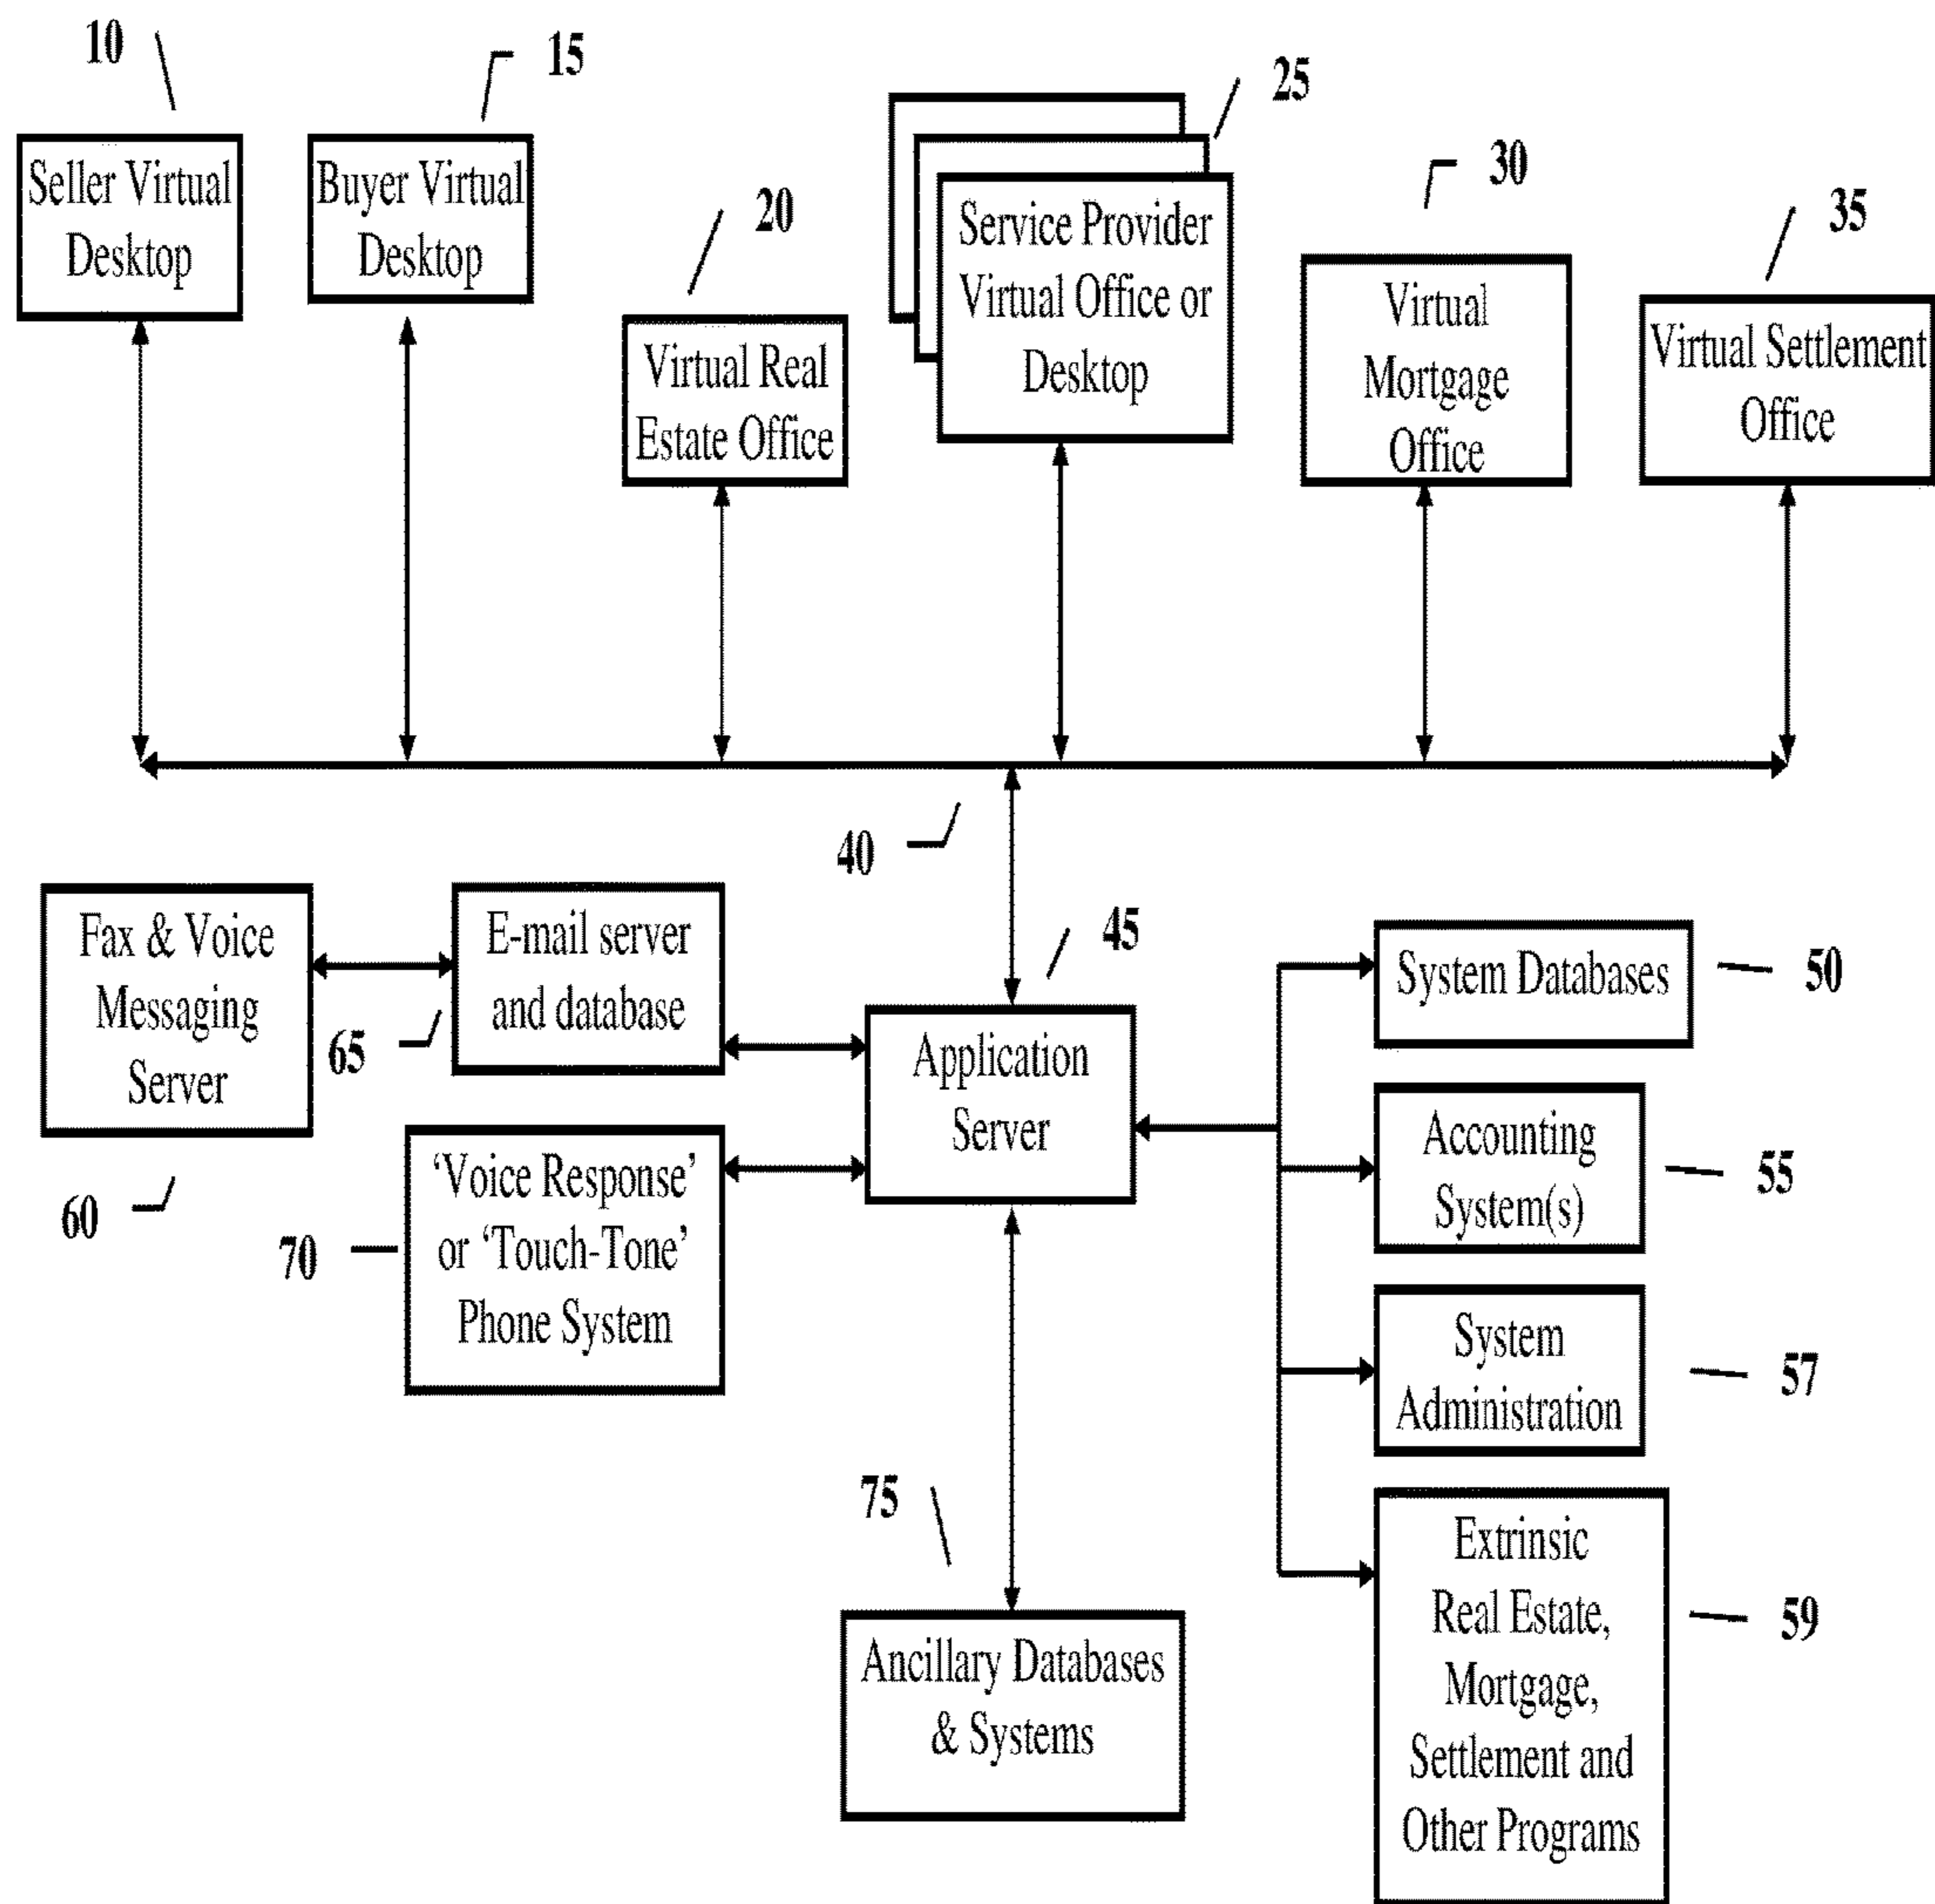 10
15
25
Seller Virtual
Desktop
Buyer Virtual
Desktop
20
Service Provider
Virtual Office or
Desktop
30
35
Virtual Real
Estate Office
Virtual
Mortgage
Office
Virtual Settlement
Office
40
Fax & Voice
Messaging
Server
60
E-mail server
and database
65
45
Application
Server
System Databases
50
'Voice Response'
or 'Touch-Tone'
Phone System
70
Accounting
System(s)
55
System
Administration
57
75
Ancillary Databases
& Systems
Extrinsic
Real Estate,
Mortgage,
Settlement and
Other Programs
59